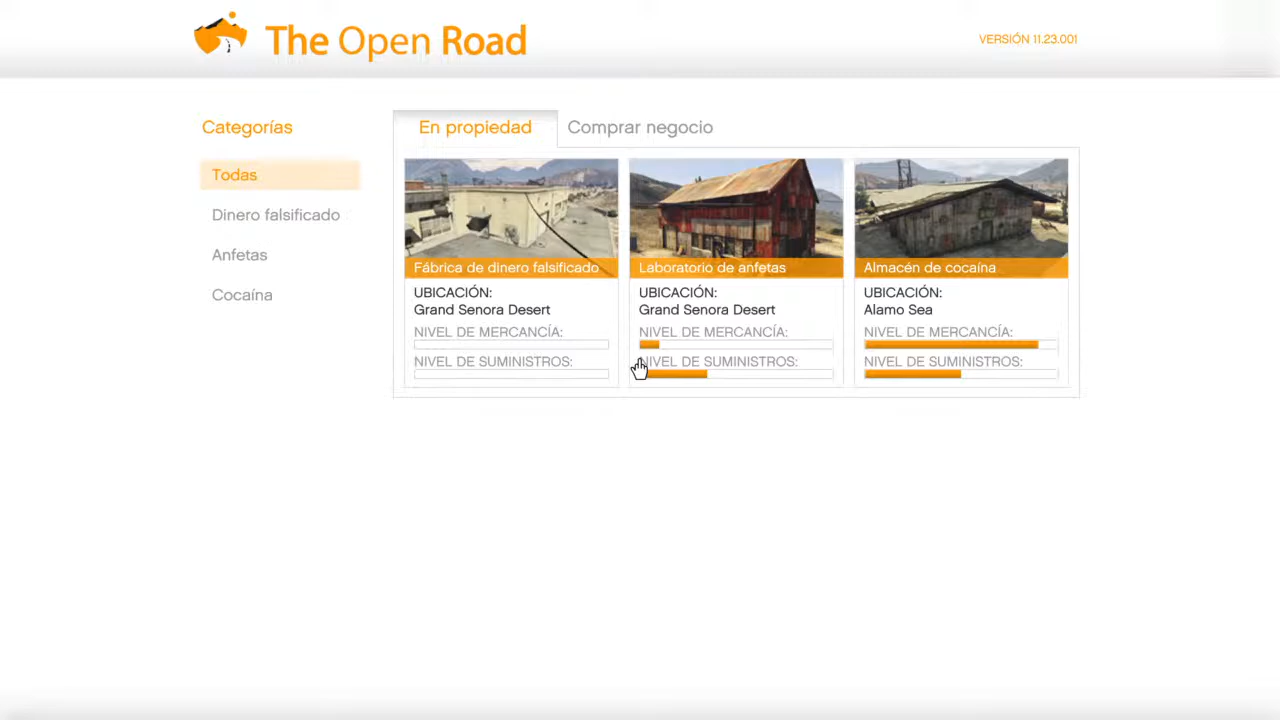 The Open Road
VERSIÓN 11.23.001
Categorías
Todas
Dinero falsificado
Anfetas
Cocaína
En propiedad
Comprar negocio
Fábrica de dinero falsificado
UBICACIÓN:
Grand Senora Desert
NIVEL DE MERCANCÍA:
NIVEL DE SUMINISTROS:
Laboratorio de anfetas
UBICACIÓN:
Grand Senora Desert
NIVEL DE MERCANCÍA:
NIVEL DE SUMINISTROS:
Almacén de cocaína
UBICACIÓN:
Alamo Sea
NIVEL DE MERCANCÍA:
NIVEL DE SUMINISTROS: